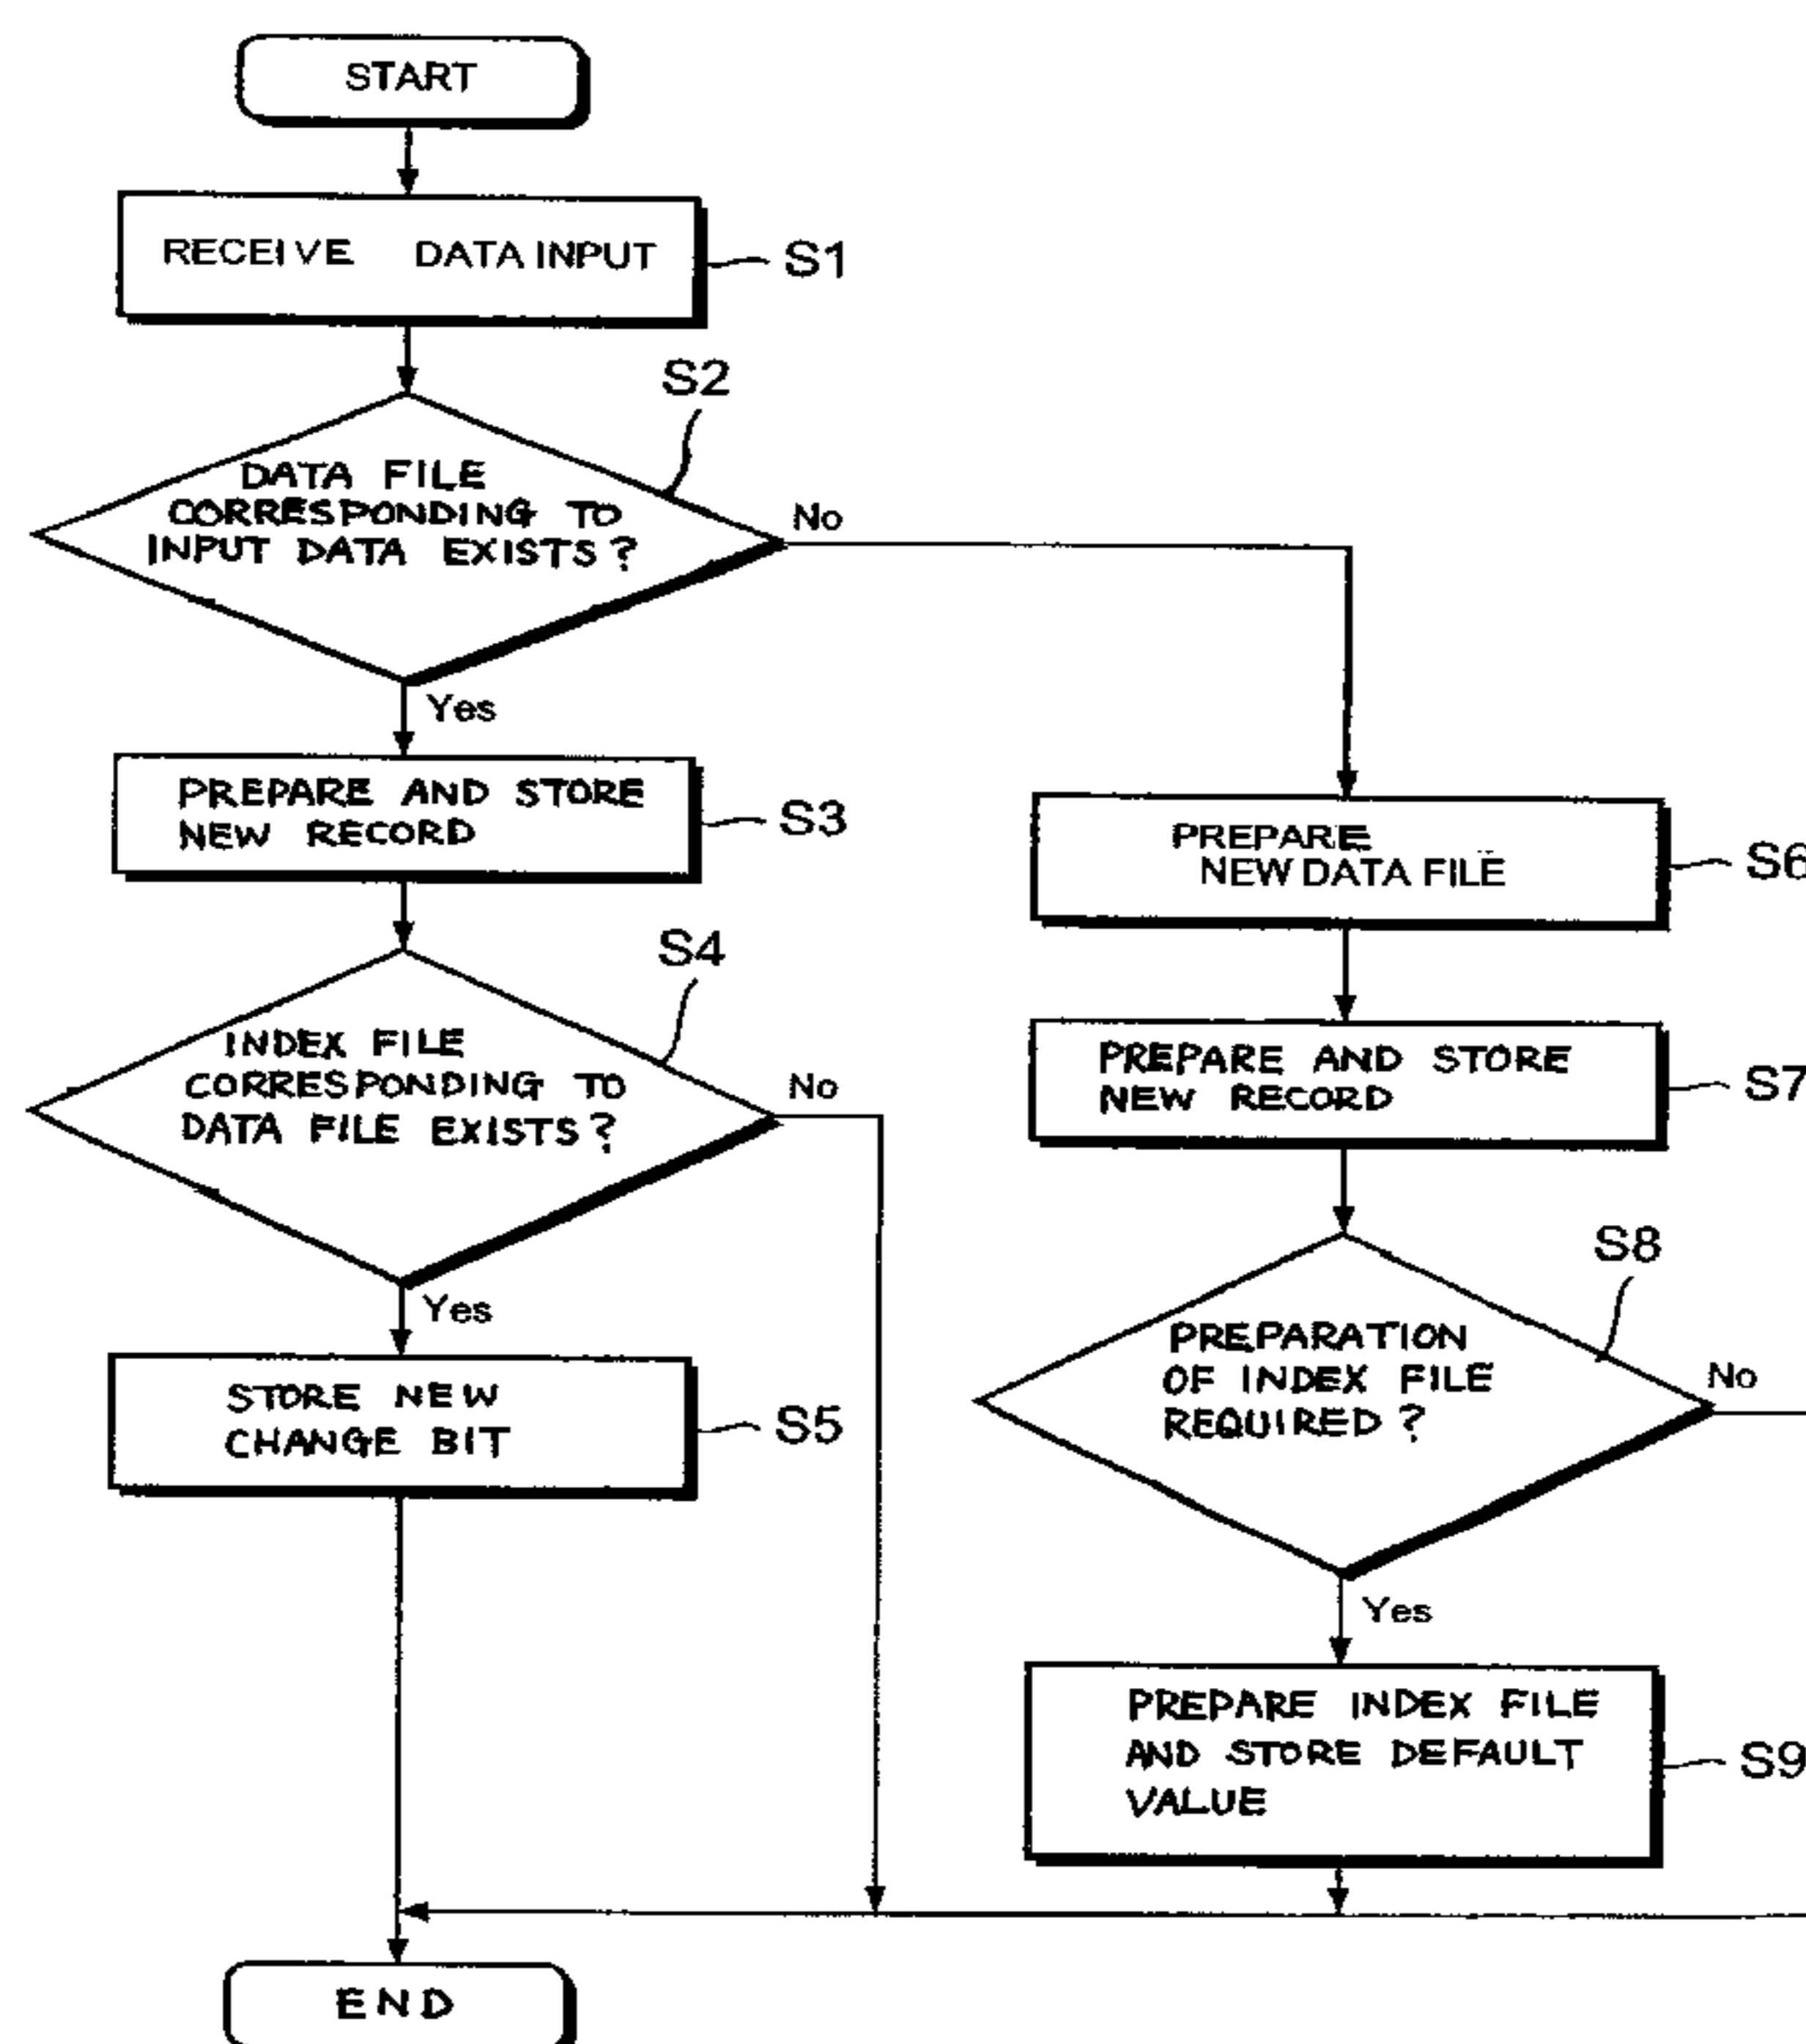 START
RECEIVE DATA INPUT
S1
S2
DATA FILE
CORRESPONDING TO
INPUT DATA EXISTS?
No
Yes
PREPARE AND STORE
NEW RECORD
S3
S4
INDEX FILE
CORRESPONDING TO
DATA FILE EXISTS?
No
Yes
STORE NEW
CHANGE BIT
S5
PREPARE
NEW DATA FILE
S6
PREPARE AND STORE
NEW RECORD
S7
S8
PREPARATION
OF INDEX FILE
REQUIRED?
No
Yes
PREPARE INDEX FILE
AND STORE DEFAULT
VALUE
S9
END